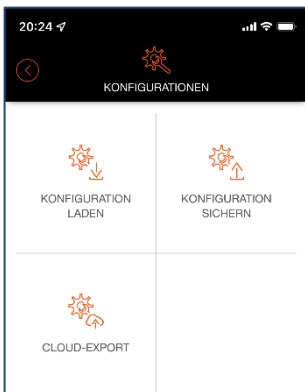 20:24
KONFIGURATIONEN
KONFIGURATION
LADEN
KONFIGURATION
SICHERN
CLOUD-EXPORT